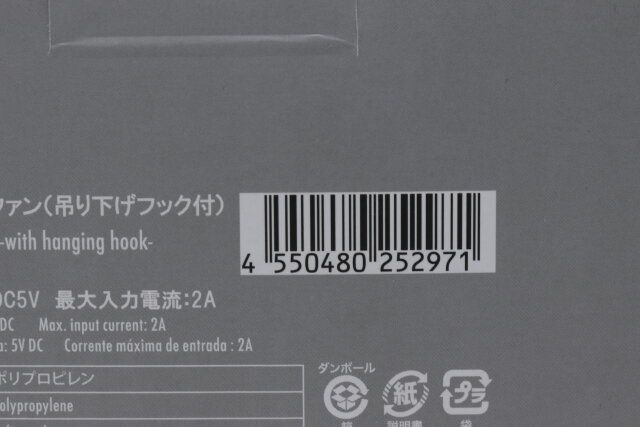 ファン(吊り下げフック付)
-with hanging hook-
4 550480 252971
DC5V 最大入力電流:2A
DC Max. input current: 2A
a: 5V DC Corrente máxima de entrada : 2A
ポリプロピレン
olypropylene
ダンボール
紙
プラ
箱 説明書 袋